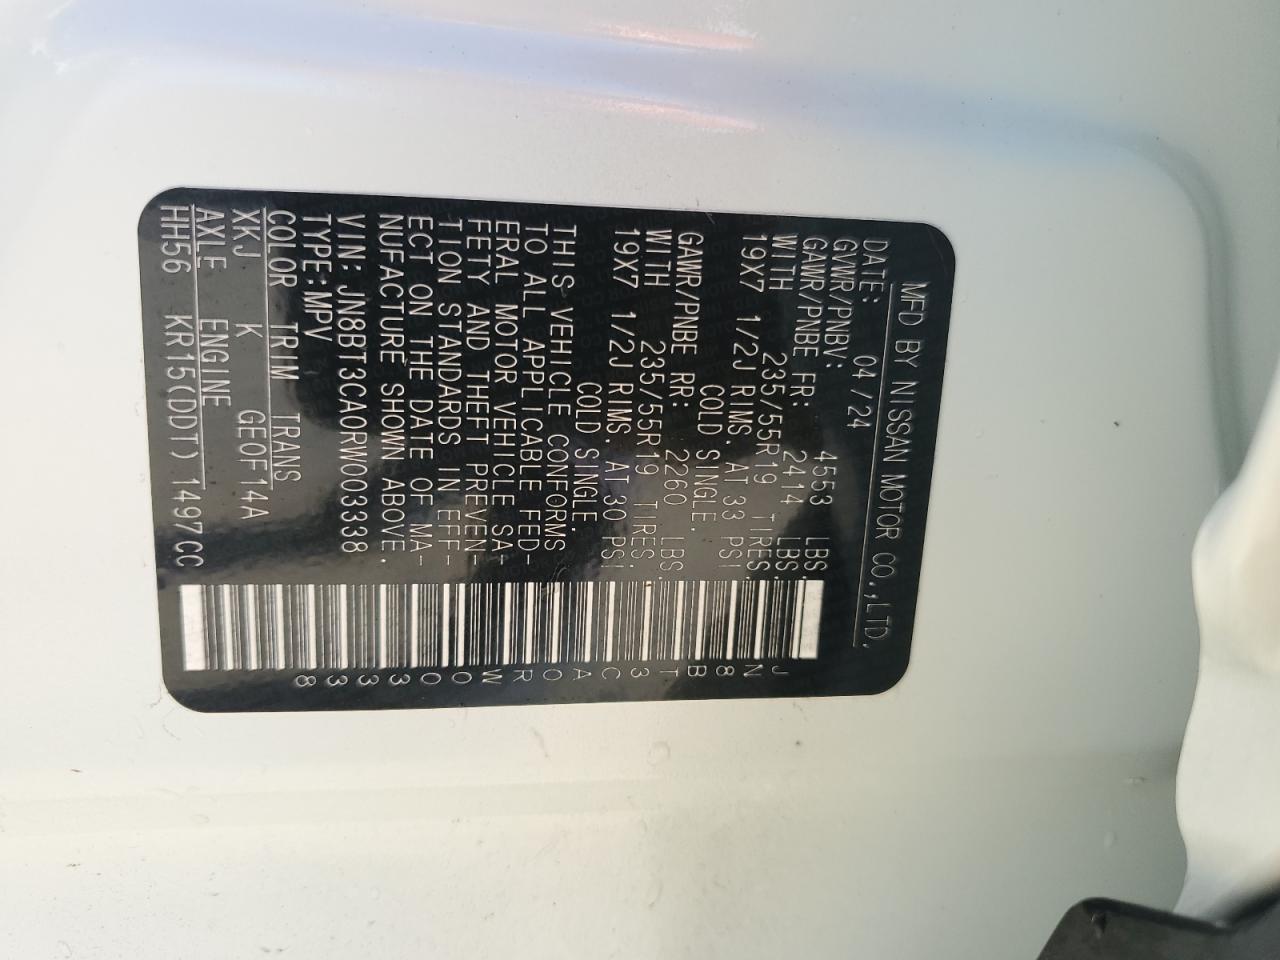 MFD BY NISSAN MOTOR CO.,LTD.
DATE: 04/24
GVWR/PNBV: 4553 LBS.
GAWR/PNBE FR: 2414 LBS.
WITH 235/55R19 TIRES,
19X7 1/2J RIMS. AT 33 PSI
COLD SINGLE.
GAWR/PNBE RR: 2260 LBS.
WITH 235/55R19 TIRES,
19X7 1/2J RIMS. AT 30 PSI
COLD SINGLE.
THIS VEHICLE CONFORMS
TO ALL APPLICABLE FED-
ERAL MOTOR VEHICLE SA-
FETY AND THEFT PREVEN-
TION STANDARDS IN EFF-
ECT ON THE DATE OF MA-
NUFACTURE SHOWN ABOVE.
VIN: JN8BT3CA0RW003338
TYPE:MPV
COLOR TRIM TRANS
XKJ K GE0F14A
AXLE ENGINE
HH56 KR15(DDT) 1497CC
JN8BT3CA0RW003338